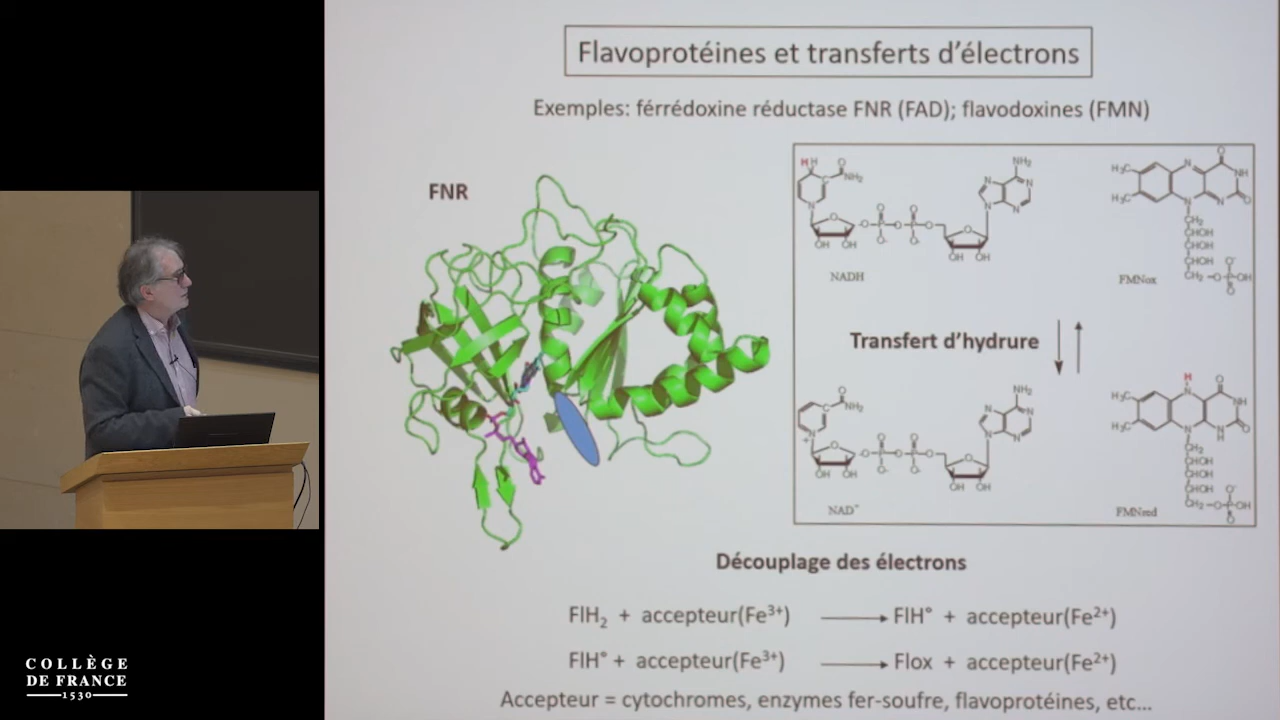 Flavoprotéines et transferts d'électrons
Exemples: férrédoxine réductase FNR (FAD); flavodoxines (FMN)
FNR
NADH
FMNox
Transfert d'hydrure
NAD⁺
FMNred
Découplage des électrons
FlH₂ + accepteur(Fe³⁺) → FlH° + accepteur(Fe²⁺)
FlH° + accepteur(Fe³⁺) → Flox + accepteur(Fe²⁺)
Accepteur = cytochromes, enzymes fer-soufre, flavoprotéines, etc...
COLLÈGE
DE FRANCE
1530